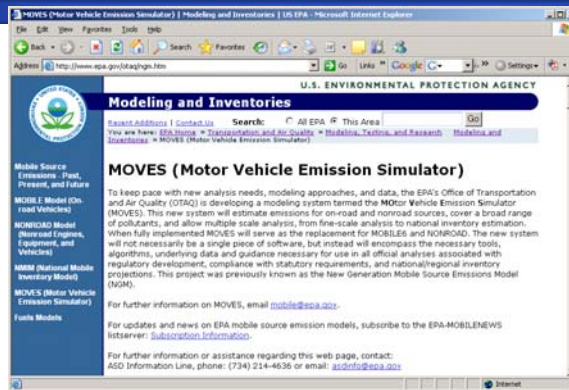 MOVES (Motor Vehicle Emission Simulator) | Modeling and Inventories | US EPA - Microsoft Internet Explorer
File Edit View Favorites Tools Help
Back Search Favorites
Address http://www.epa.gov/otaq/ngm.htm Go Links » Google G Settings
U.S. ENVIRONMENTAL PROTECTION AGENCY
Modeling and Inventories
Recent Additions | Contact Us Search: All EPA This Area Go
You are here: EPA Home » Transportation and Air Quality » Modeling, Testing, and Research Modeling and
Inventories » MOVES (Motor Vehicle Emission Simulator)
Mobile Source
Emissions - Past,
Present, and Future
MOBILE Model (On-
road Vehicles)
NONROAD Model
(Nonroad Engines,
Equipment, and
Vehicles)
NMIM (National Mobile
Inventory Model)
MOVES (Motor Vehicle
Emission Simulator)
Fuels Models
MOVES (Motor Vehicle Emission Simulator)
To keep pace with new analysis needs, modeling approaches, and data, the EPA's Office of Transportation
and Air Quality (OTAQ) is developing a modeling system termed the MOtor Vehicle Emission Simulator
(MOVES). This new system will estimate emissions for on-road and nonroad sources, cover a broad range
of pollutants, and allow multiple scale analysis, from fine-scale analysis to national inventory estimation.
When fully implemented MOVES will serve as the replacement for MOBILE6 and NONROAD. The new system
will not necessarily be a single piece of software, but instead will encompass the necessary tools,
algorithms, underlying data and guidance necessary for use in all official analyses associated with
regulatory development, compliance with statutory requirements, and national/regional inventory
projections. This project was previously known as the New Generation Mobile Source Emissions Model
(NGM).
For further information on MOVES, email mobile@epa.gov.
For updates and news on EPA mobile source emission models, subscribe to the EPA-MOBILENEWS
listserver: Subscription Information.
For further information or assistance regarding this web page, contact:
ASD Information Line, phone: (734) 214-4636 or email: asdinfo@epa.gov
Internet